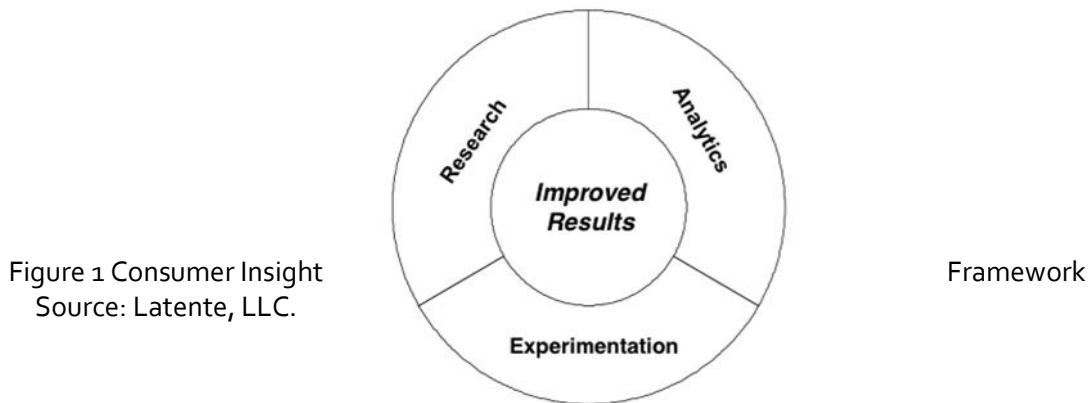 Research
Analytics
Improved
Results
Experimentation
Figure 1 Consumer Insight Framework
Source: Latente, LLC.